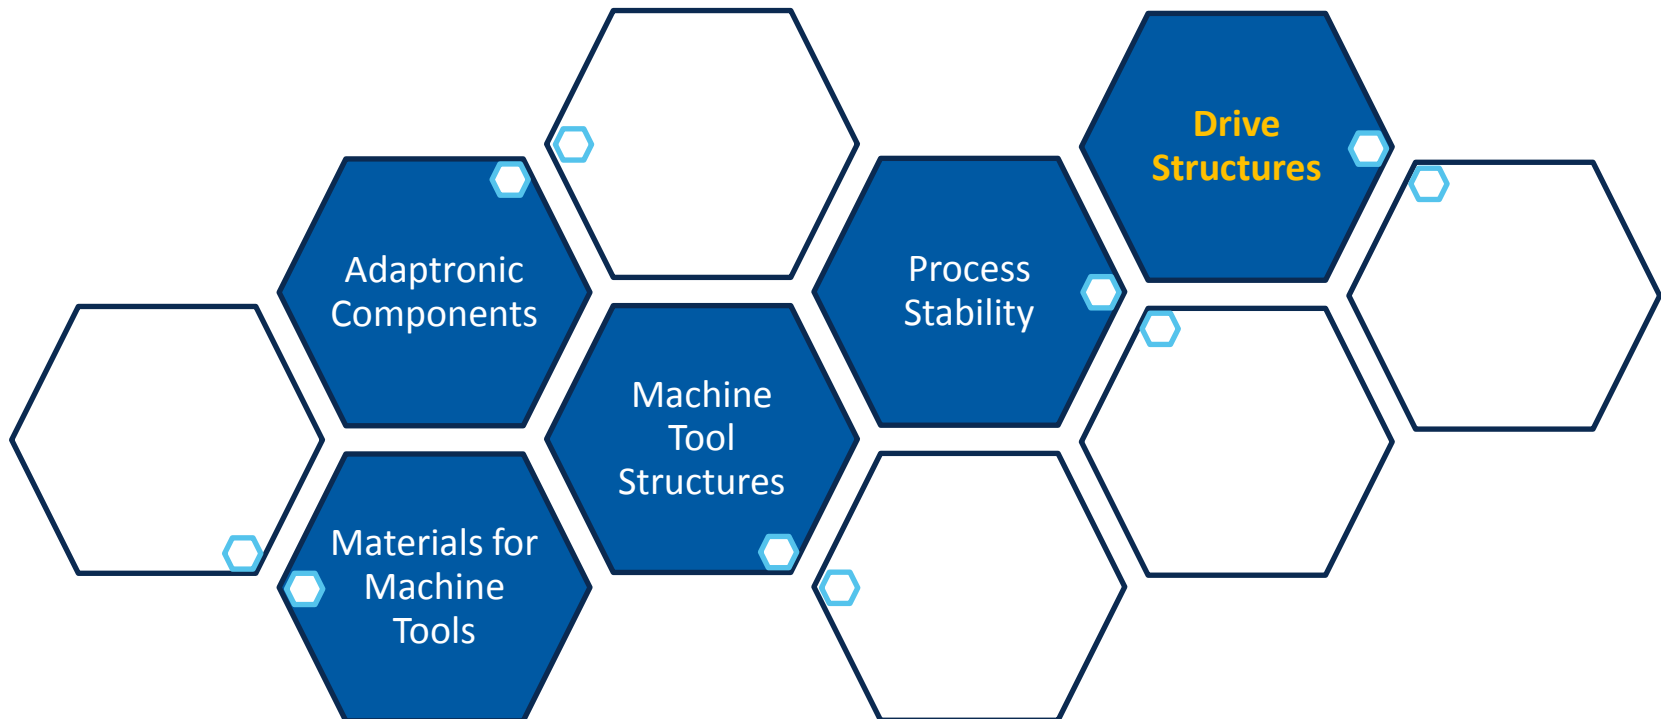 Drive
Structures
Adaptronic
Components
Process
Stability
Machine
Tool
Structures
Materials for
Machine
Tools